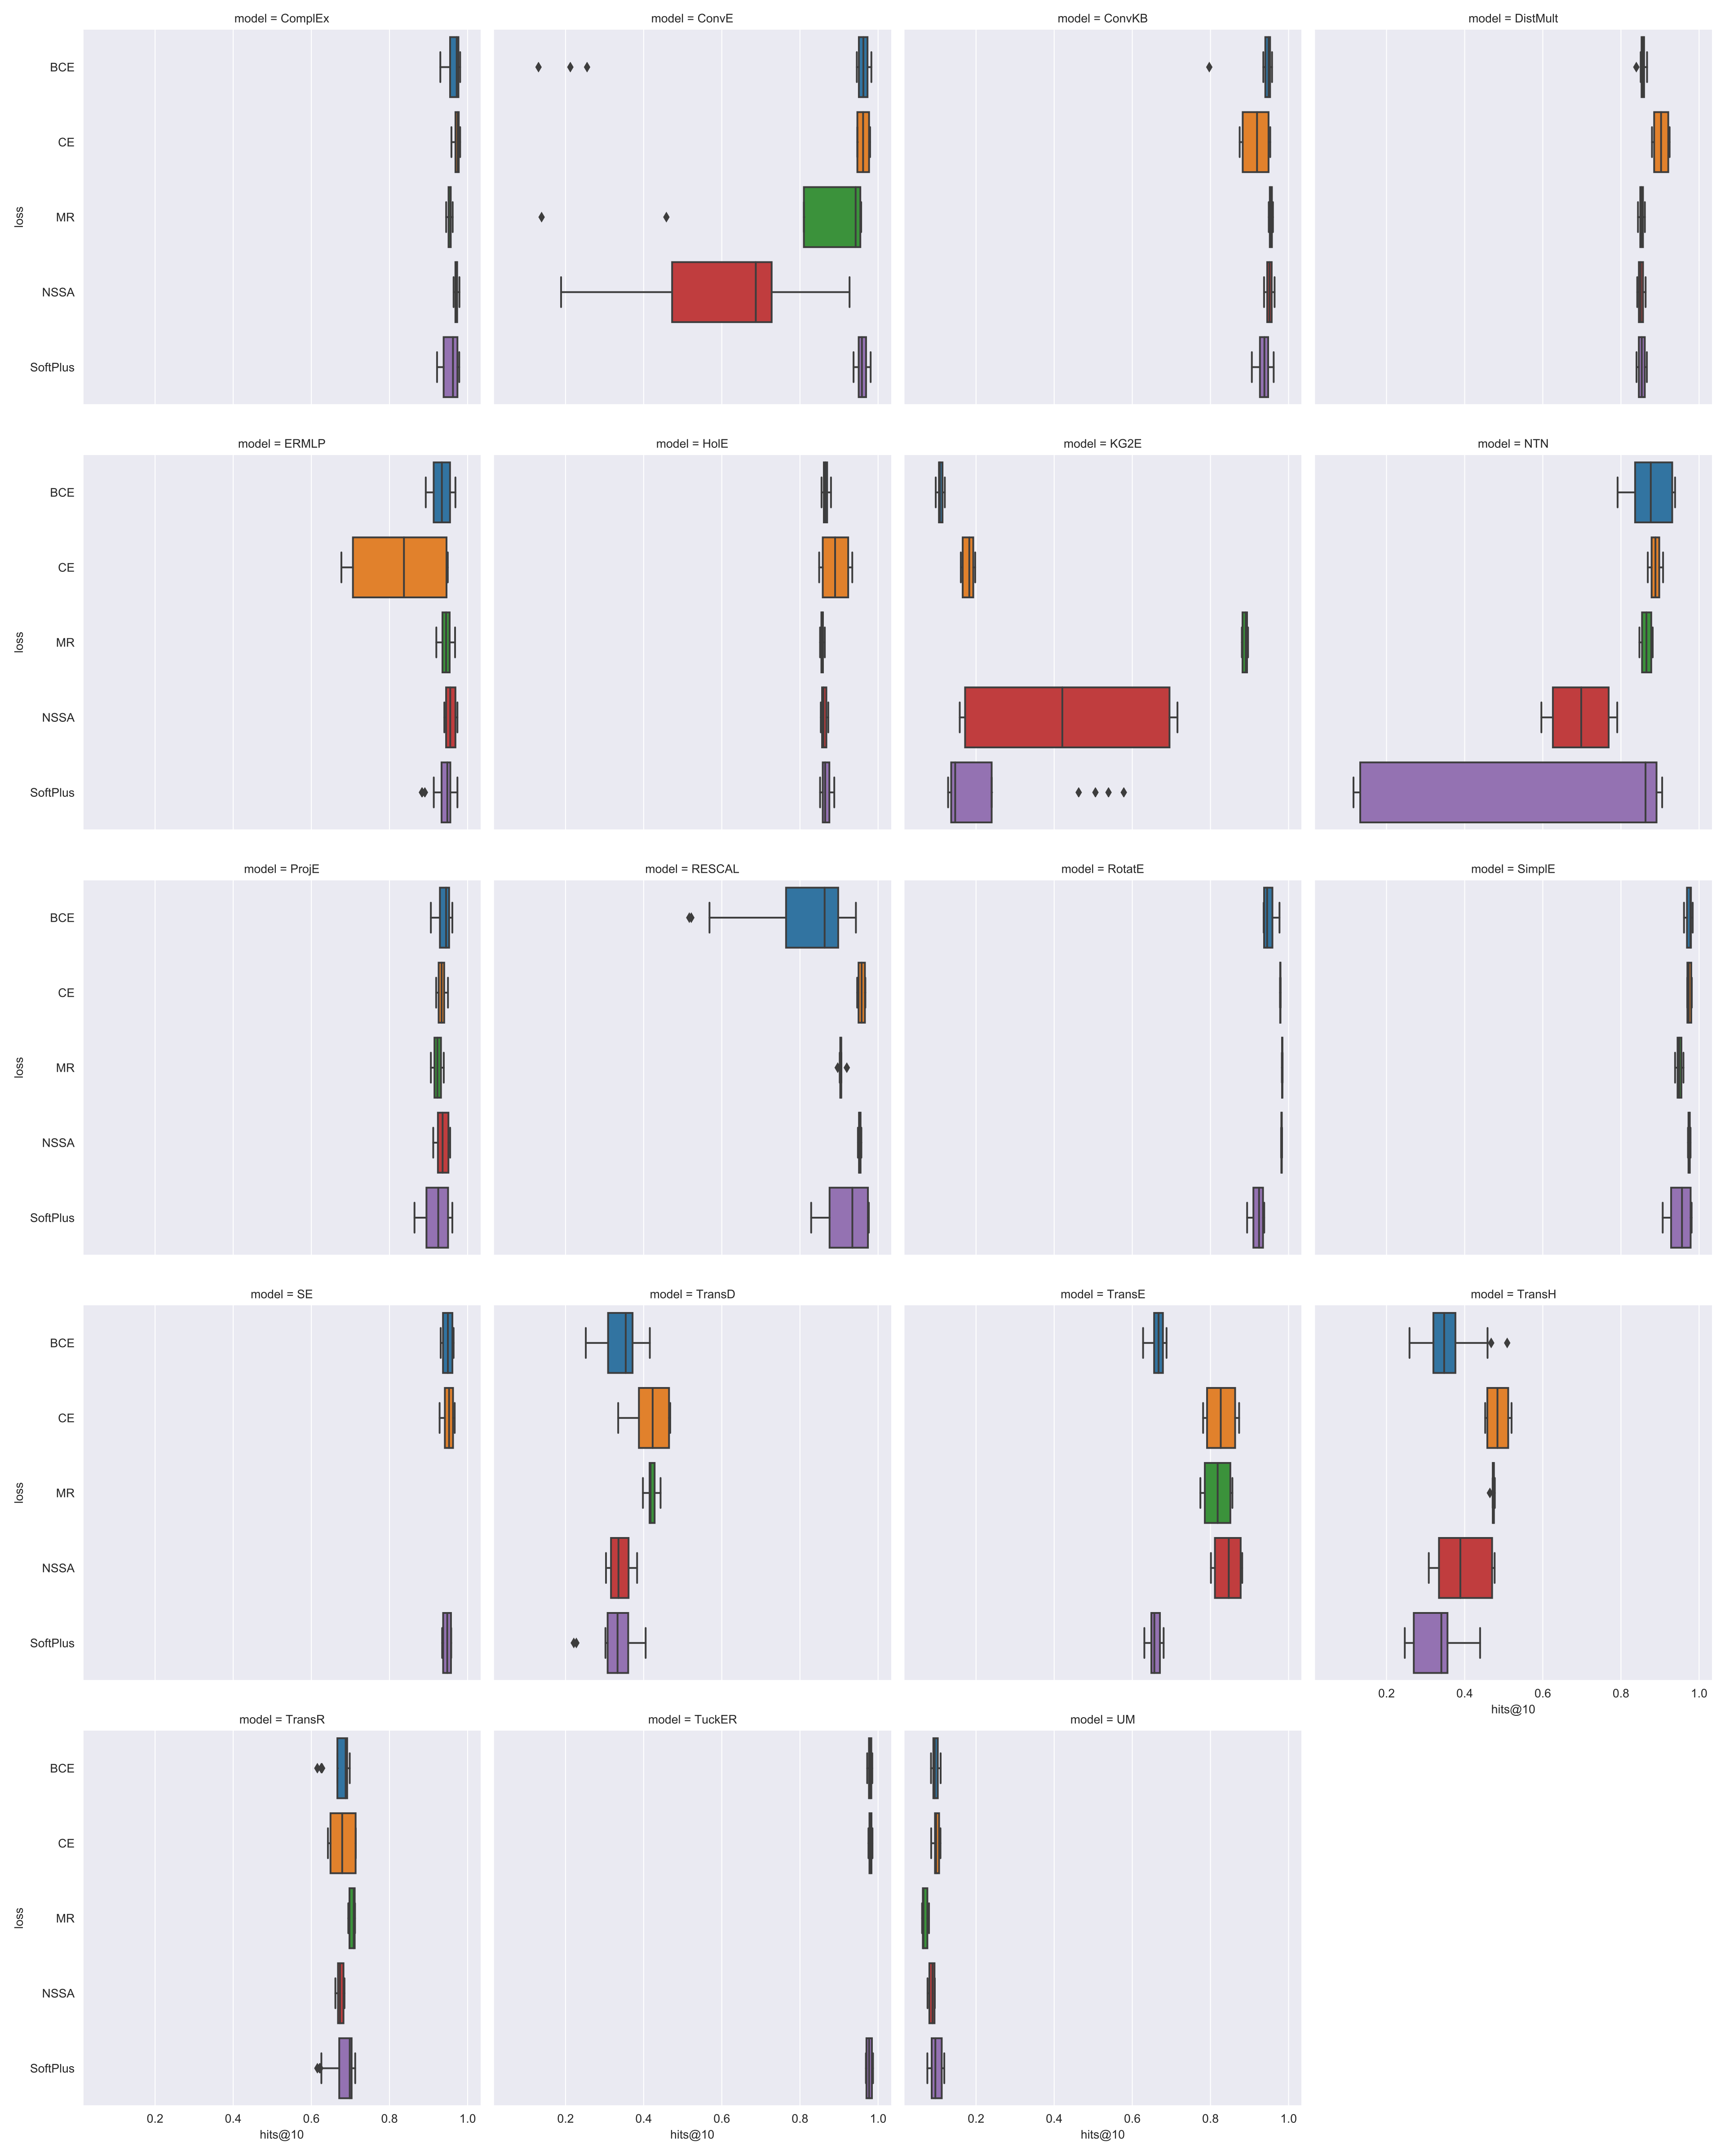 model = ComplEx
model = ConvE
model = ConvKB
model = DistMult
BCE
CE
MR
NSSA
SoftPlus
loss
model = ERMLP
model = HolE
model = KG2E
model = NTN
BCE
CE
MR
NSSA
SoftPlus
loss
model = ProjE
model = RESCAL
model = RotatE
model = SimplE
BCE
CE
MR
NSSA
SoftPlus
loss
model = SE
model = TransD
model = TransE
model = TransH
BCE
CE
MR
NSSA
SoftPlus
loss
0.2 0.4 0.6 0.8 1.0
hits@10
model = TransR
model = TuckER
model = UM
BCE
CE
MR
NSSA
SoftPlus
loss
0.2 0.4 0.6 0.8 1.0
hits@10
0.2 0.4 0.6 0.8 1.0
hits@10
0.2 0.4 0.6 0.8 1.0
hits@10